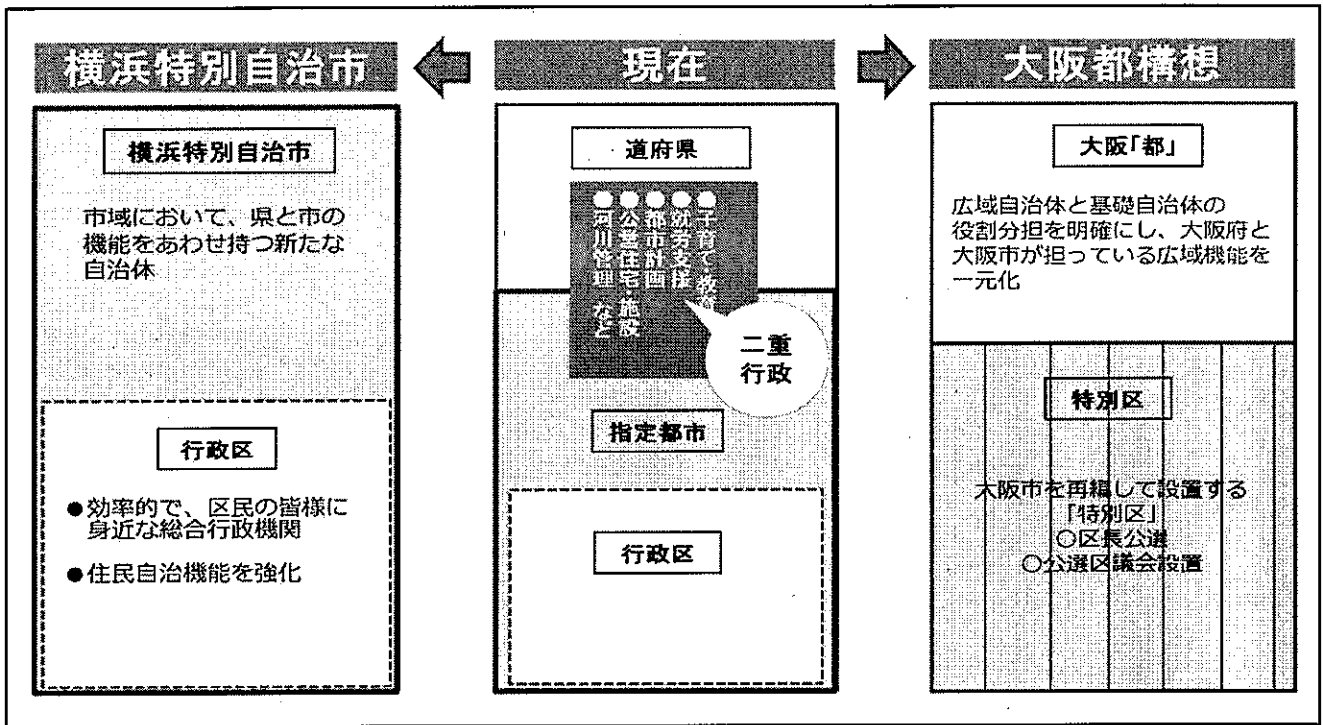 横浜特別自治市
現在
大阪都構想
横浜特別自治市
市域において、県と市の
機能をあわせ持つ新たな
自治体
行政区
●効率的で、区民の皆様に
身近な総合行政機関
●住民自治機能を強化
道府県
●子育て・教育
●就労支援
●都市計画
●公営住宅・施設
●河川管理 など
二重
行政
指定都市
行政区
大阪「都」
広域自治体と基礎自治体の
役割分担を明確にし、大阪府と
大阪市が担っている広域機能を
一元化
特別区
大阪市を再編して設置する
「特別区」
○区長公選
○公選区議会設置